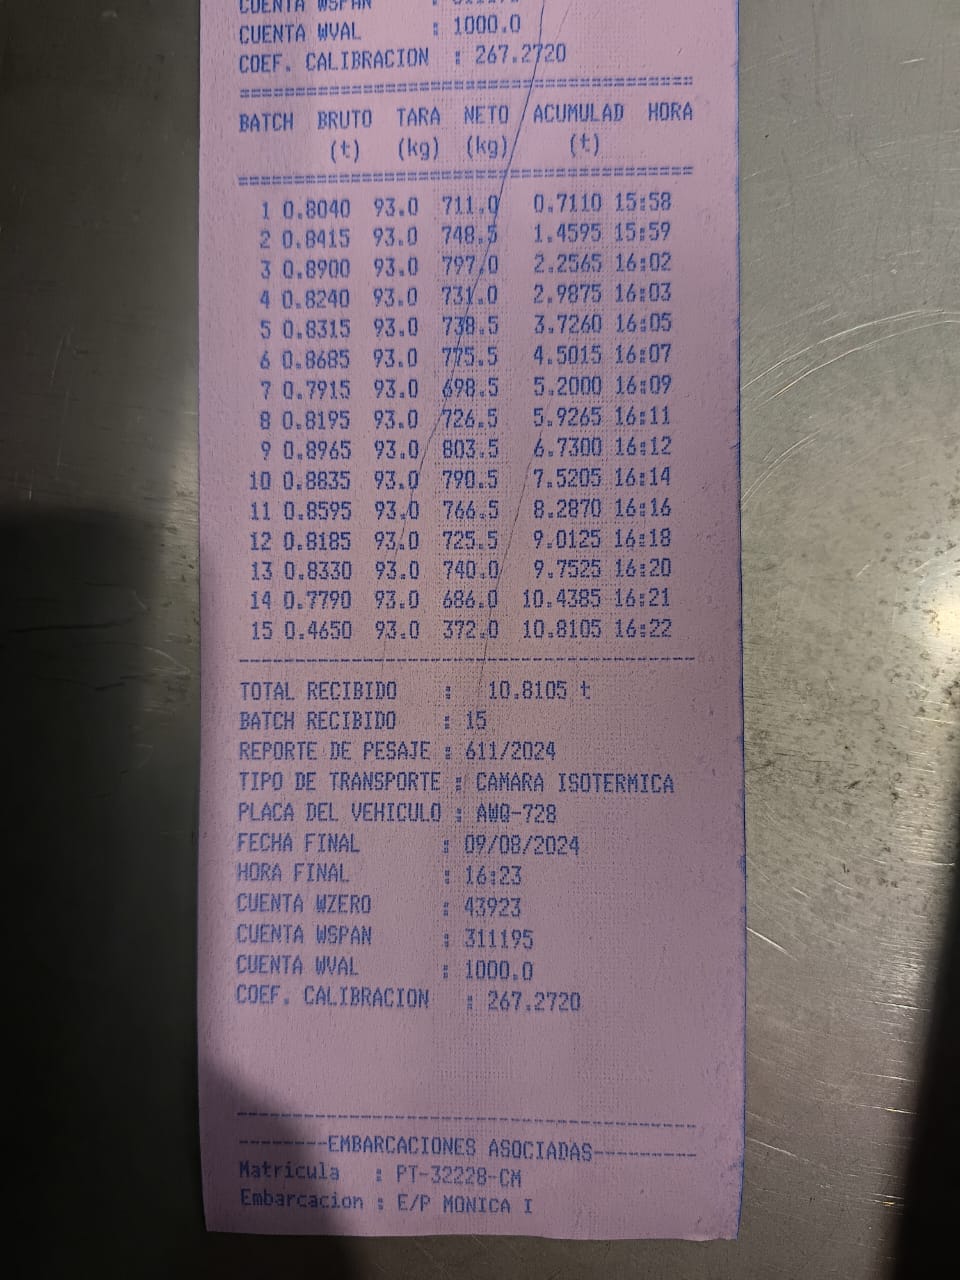 CUENTA WSPAN
CUENTA WVAL : 1000.0
COEF. CALIBRACION : 267.2720
========================================
BATCH BRUTO TARA NETO ACUMULAD HORA
(t) (kg) (kg) (t)
========================================
1 0.8040 93.0 711.0 0.7110 15:58
2 0.8415 93.0 748.5 1.4595 15:59
3 0.8900 93.0 797.0 2.2565 16:02
4 0.8240 93.0 731.0 2.9875 16:03
5 0.8315 93.0 738.5 3.7260 16:05
6 0.8685 93.0 775.5 4.5015 16:07
7 0.7915 93.0 698.5 5.2000 16:09
8 0.8195 93.0 726.5 5.9265 16:11
9 0.8965 93.0 803.5 6.7300 16:12
10 0.8835 93.0 790.5 7.5205 16:14
11 0.8595 93.0 766.5 8.2870 16:16
12 0.8185 93.0 725.5 9.0125 16:18
13 0.8330 93.0 740.0 9.7525 16:20
14 0.7790 93.0 686.0 10.4385 16:21
15 0.4650 93.0 372.0 10.8105 16:22
----------------------------------------
TOTAL RECIBIDO : 10.8105 t
BATCH RECIBIDO : 15
REPORTE DE PESAJE : 611/2024
TIPO DE TRANSPORTE : CAMARA ISOTERMICA
PLACA DEL VEHICULO : AWQ-728
FECHA FINAL : 09/08/2024
HORA FINAL : 16:23
CUENTA WZERO : 43923
CUENTA WSPAN : 311195
CUENTA WVAL : 1000.0
COEF. CALIBRACION : 267.2720
----------------------------------------
--------EMBARCACIONES ASOCIADAS---------
Matricula : PT-32228-CM
Embarcacion : E/P MONICA I